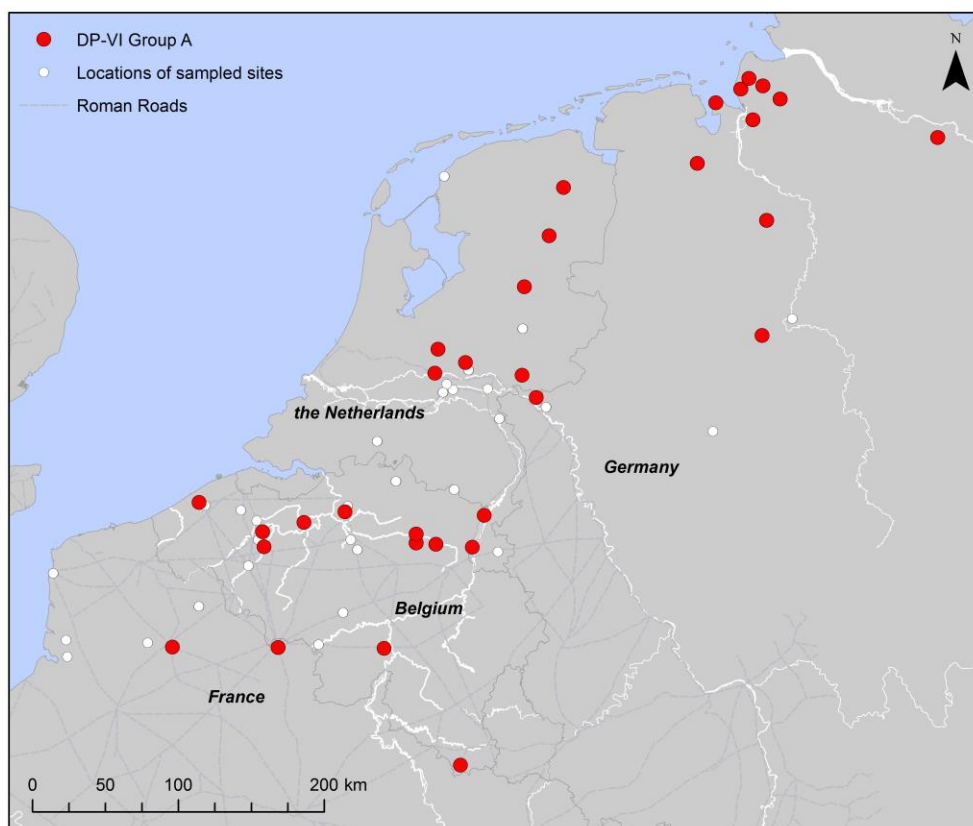 DP-VI Group A
Locations of sampled sites
Roman Roads
N
the Netherlands
Germany
Belgium
France
0 50 100 200 km